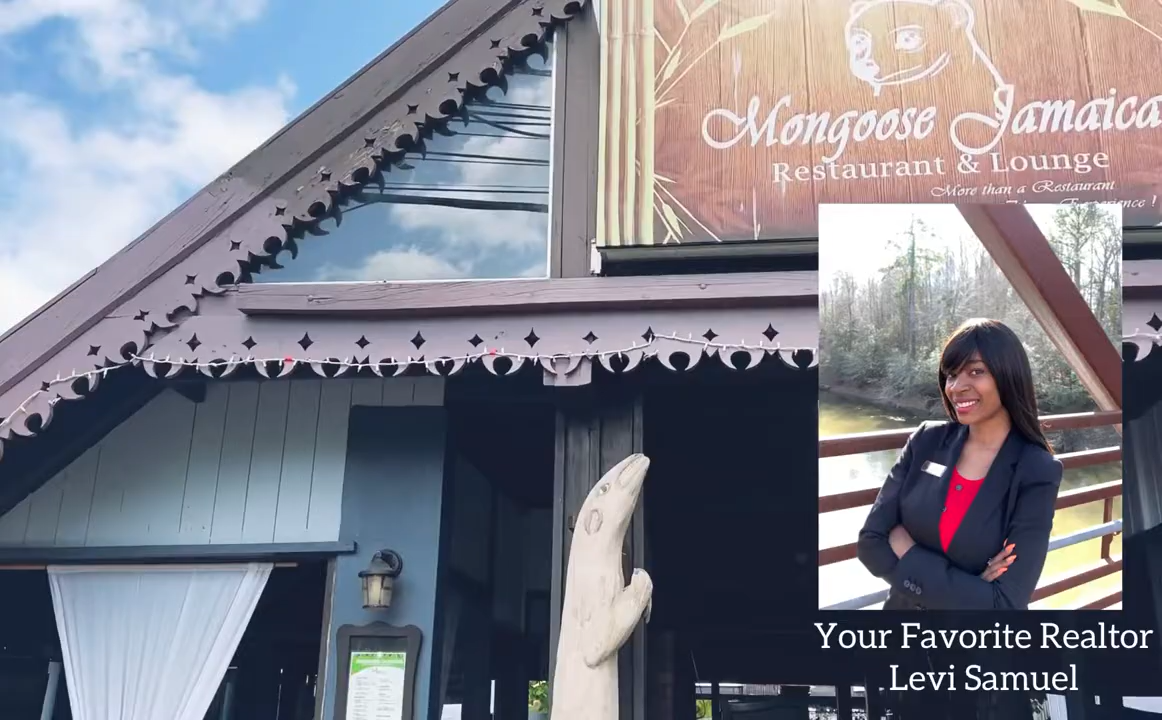 Mongoose Jamaica
Restaurant & Lounge
More than a Restaurant
Your Favorite Realtor
Levi Samuel